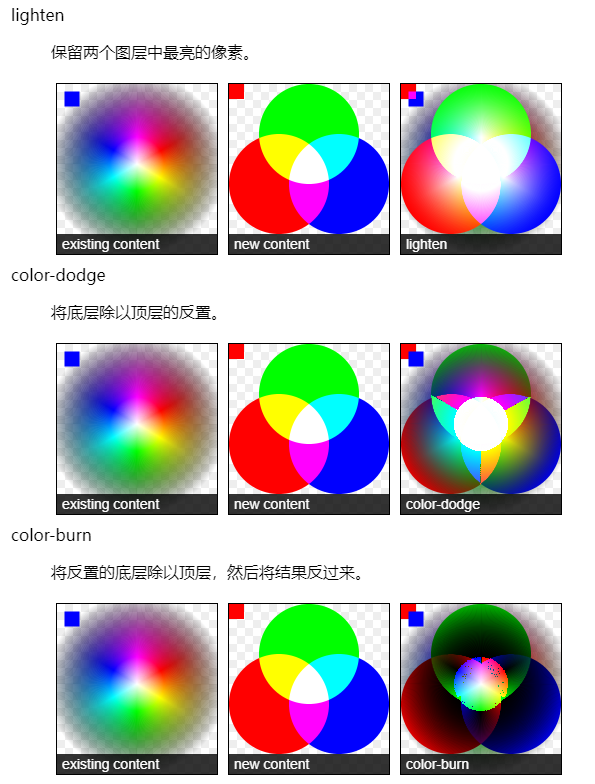 lighten
保留两个图层中最亮的像素。
existing content
new content
lighten
color-dodge
将底层除以顶层的反置。
existing content
new content
color-dodge
color-burn
将反置的底层除以顶层，然后将结果反过来。
existing content
new content
color-burn